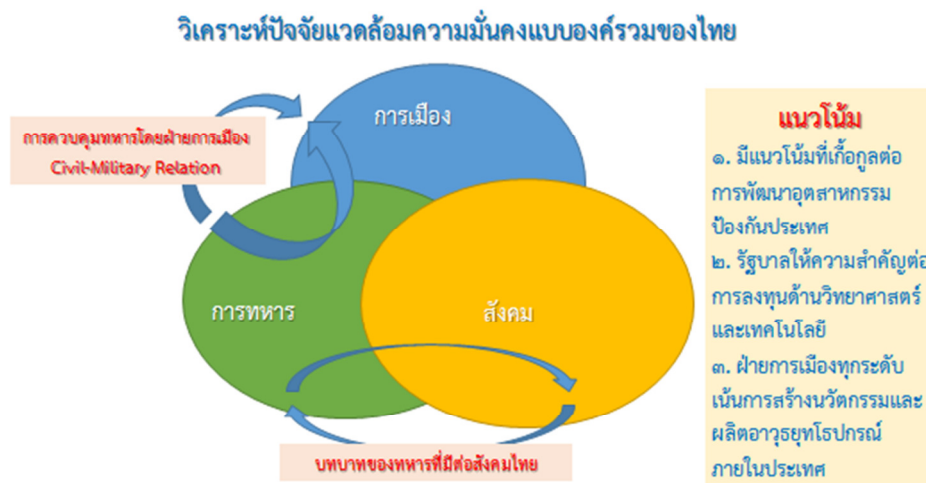 วิเคราะห์ปัจจัยแวดล้อมความมั่นคงแบบองค์รวมของไทย
การเมือง
การควบคุมทหารโดยฝ่ายการเมือง
Civil-Military Relation
การทหาร
สังคม
บทบาทของทหารที่มีต่อสังคมไทย
แนวโน้ม
๑. มีแนวโน้มที่เกื้อกูลต่อ
การพัฒนาอุตสาหกรรม
ป้องกันประเทศ
๒. รัฐบาลให้ความสำคัญต่อ
การลงทุนด้านวิทยาศาสตร์
และเทคโนโลยี
๓. ฝ่ายการเมืองทุกระดับ
เน้นการสร้างนวัตกรรมและ
ผลิตอาวุธยุทโธปกรณ์
ภายในประเทศ